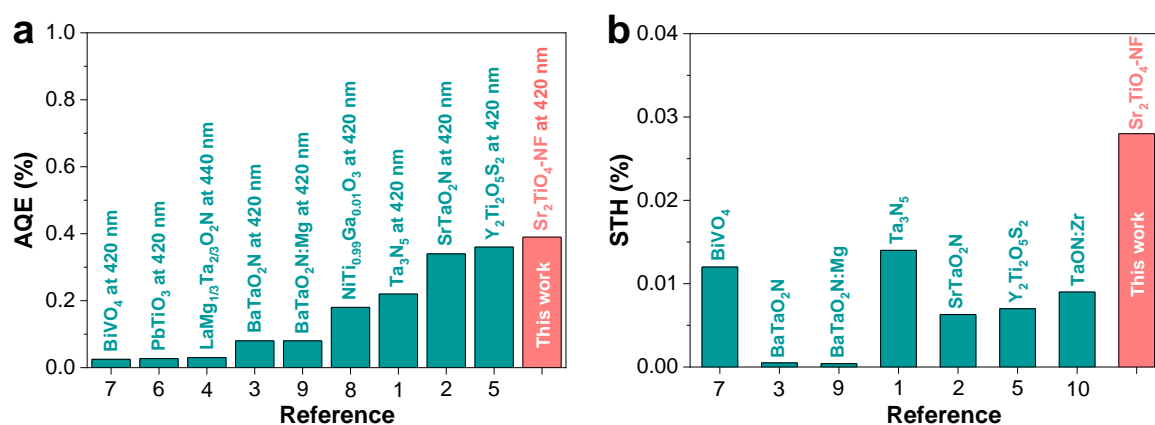 a
AQE (%)
1.0
0.8
0.6
0.4
0.2
0.0
BiVO₄ at 420 nm
PbTiO₃ at 420 nm
LaMg₁/₃Ta₂/₃O₂N at 440 nm
BaTaO₂N at 420 nm
BaTaO₂N:Mg at 420 nm
NiTi₀.₉₉Ga₀.₀₁O₃ at 420 nm
Ta₃N₅ at 420 nm
SrTaO₂N at 420 nm
Y₂Ti₂O₅S₂ at 420 nm
Sr₂TiO₄-NF at 420 nm
This work
7 6 4 3 9 8 1 2 5
Reference
b
STH (%)
0.04
0.03
0.02
0.01
0.00
BiVO₄
BaTaO₂N
BaTaO₂N:Mg
Ta₃N₅
SrTaO₂N
Y₂Ti₂O₅S₂
TaON:Zr
Sr₂TiO₄-NF
This work
7 3 9 1 2 5 10
Reference